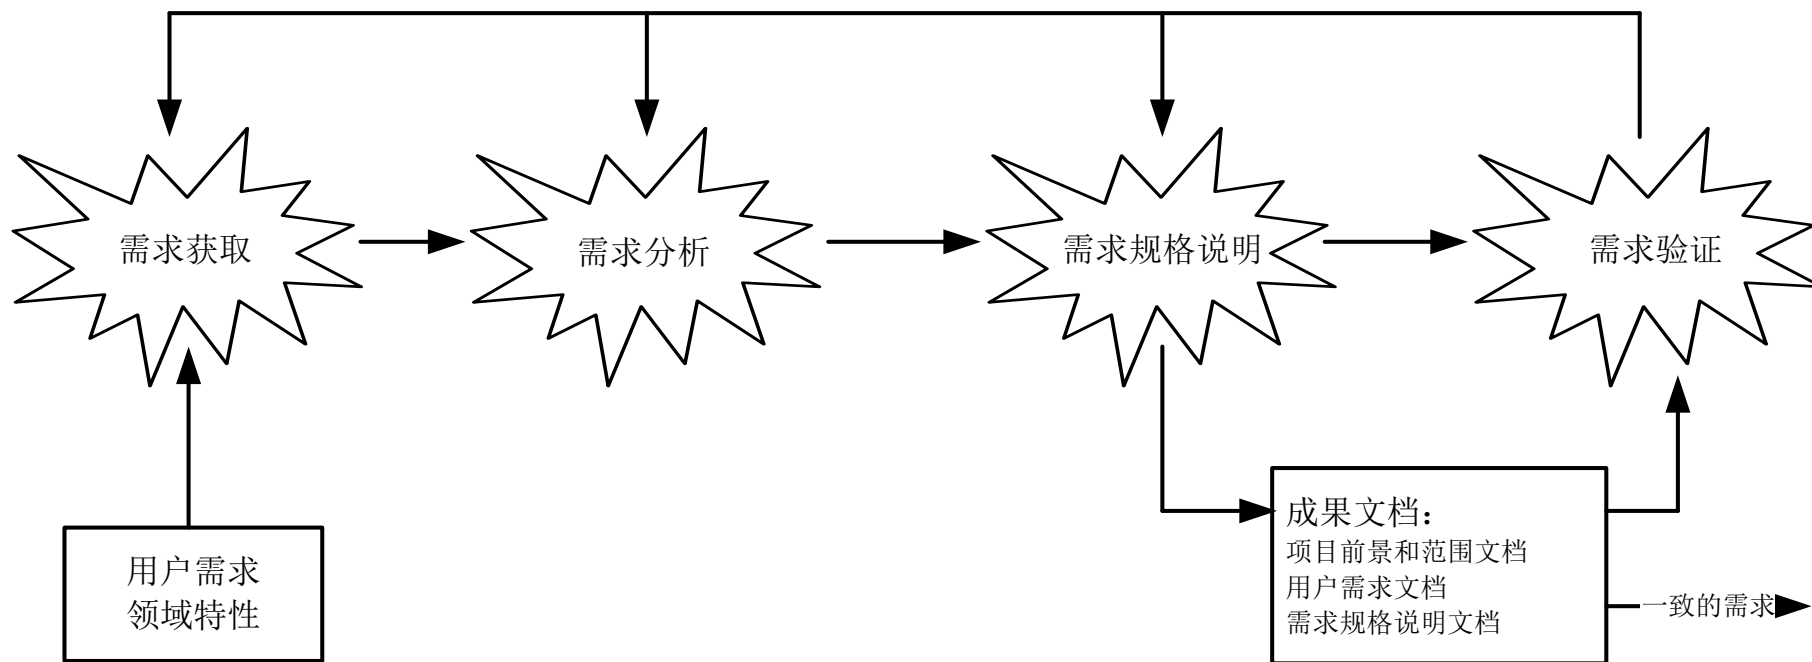 需求获取
需求分析
需求规格说明
需求验证
用户需求
领域特性
成果文档：
项目前景和范围文档
用户需求文档
需求规格说明文档
一致的需求